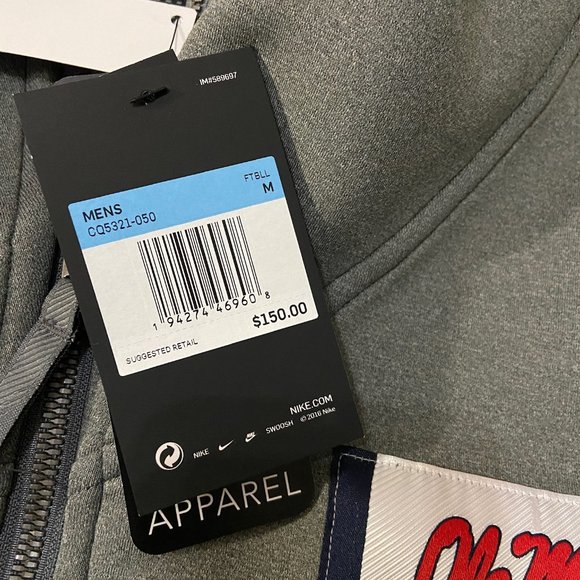 IM#589697
FTBLL
MENS M
CQ5321-050
1 94274 46960 8
$150.00
SUGGESTED RETAIL
NIKE.COM
NIKE SWOOSH © 2016 Nike
APPAREL
Ole M